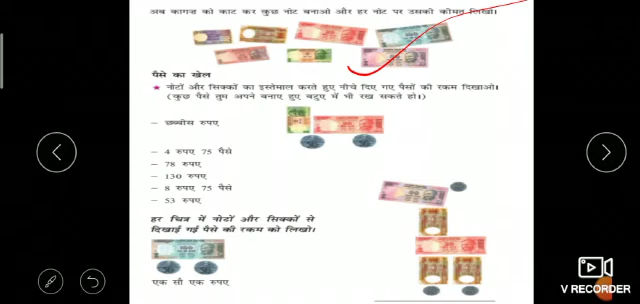 अब कागज़ को काट कर कुछ नोट बनाओ और हर नोट पर उसकी कीमत लिखो।
पैसे का खेल
★ नोटों और सिक्कों का इस्तेमाल करते हुए नीचे दिए गए पैसों की रकम दिखाओ।
(कुछ पैसे तुम अपने बनाए हुए बटुए में भी रख सकते हो।)
– छब्बीस रुपए
– 4 रुपए 75 पैसे
– 78 रुपए
– 130 रुपए
– 8 रुपए 75 पैसे
– 53 रुपए
हर चित्र में नोटों और सिक्कों से
दिखाई गई पैसे की रकम को लिखो।
एक सौ एक रुपए
V RECORDER